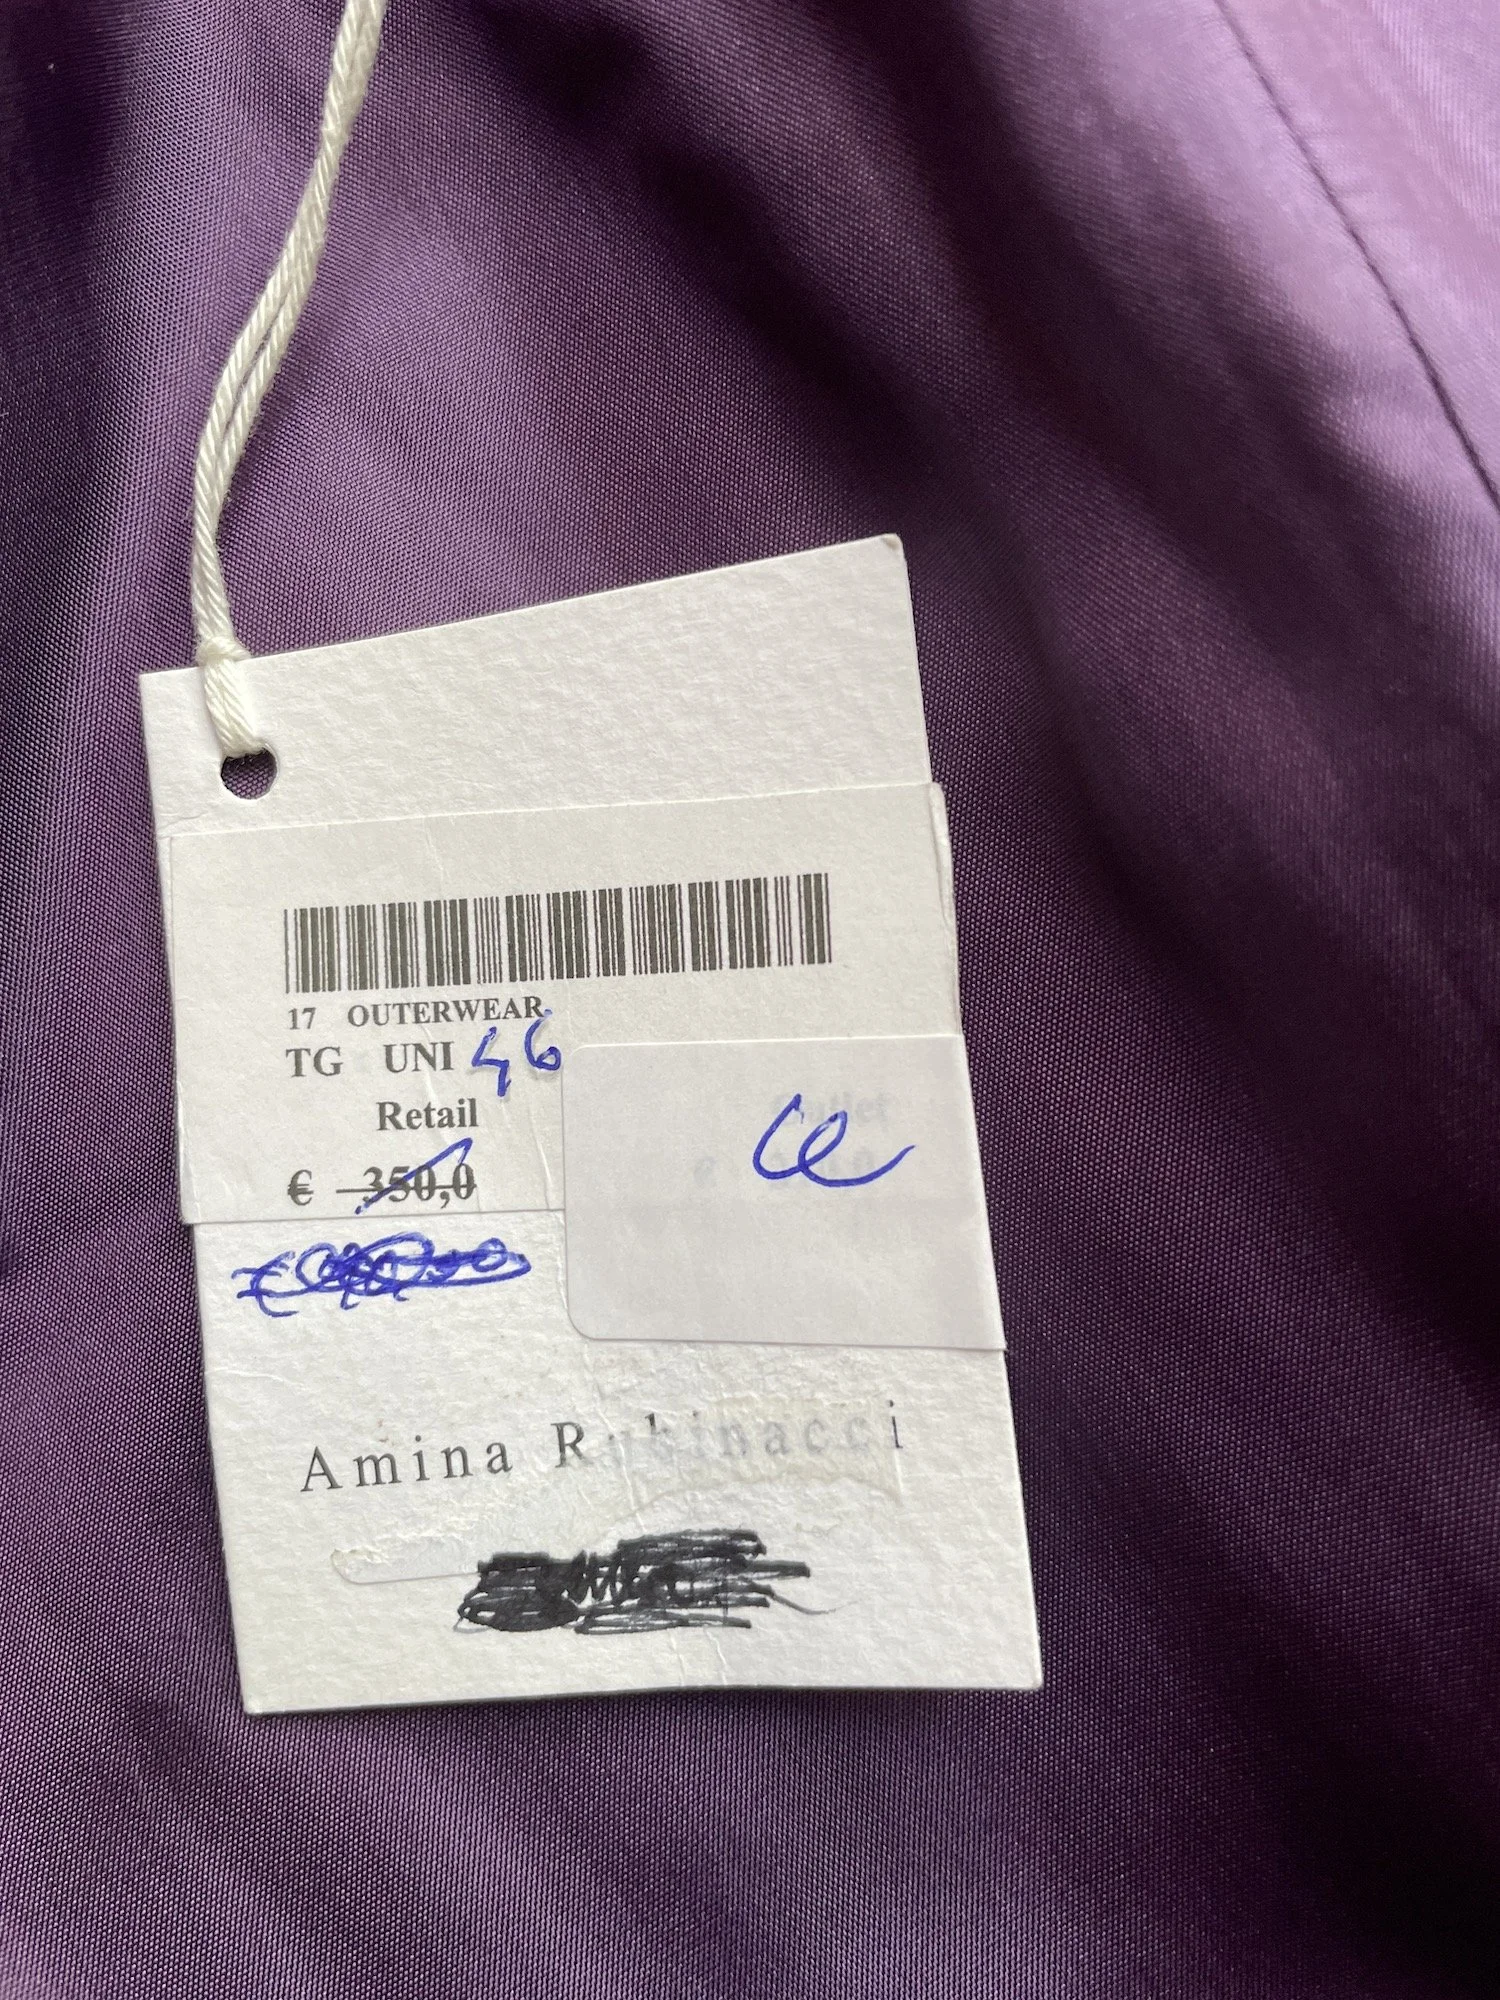 17 OUTERWEAR
TG UNI 46
Retail
€ 350,0
Amina Rubinacci